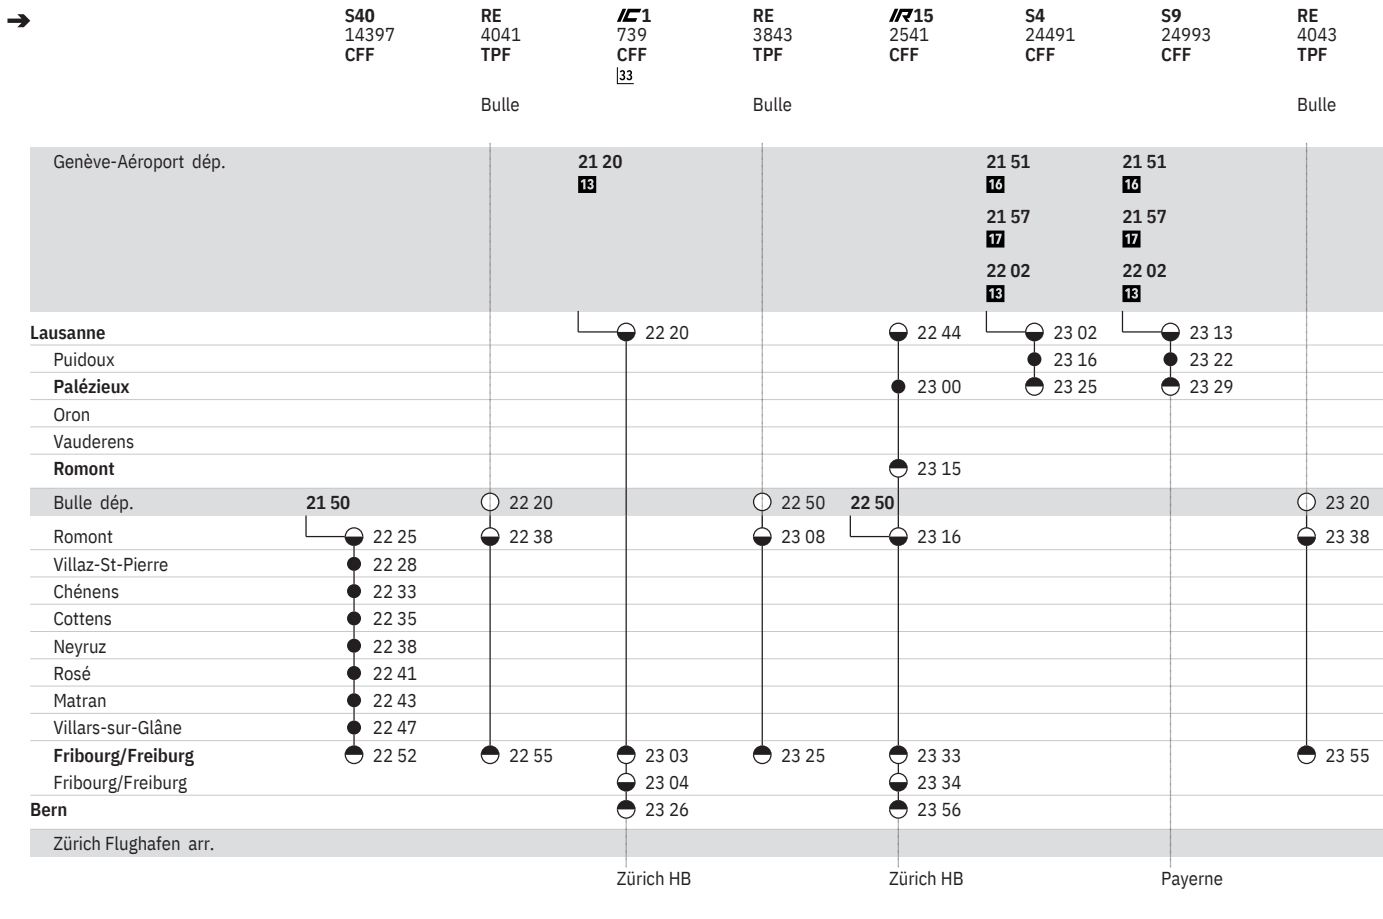 ➔ S40 RE IC1 RE IR15 S4 S9 RE
14397 4041 739 3843 2541 24491 24993 4043
CFF TPF CFF TPF CFF CFF CFF TPF
33
Bulle Bulle Bulle
Genève-Aéroport dép. 21 20 21 51 21 51
13 16 16
21 57 21 57
17 17
22 02 22 02
13 13
Lausanne 22 20 22 44 23 02 23 13
Puidoux 23 16 23 22
Palézieux 23 00 23 25 23 29
Oron
Vauderens
Romont 23 15
Bulle dép. 21 50 22 20 22 50 22 50 23 20
Romont 22 25 22 38 23 08 23 16 23 38
Villaz-St-Pierre 22 28
Chénens 22 33
Cottens 22 35
Neyruz 22 38
Rosé 22 41
Matran 22 43
Villars-sur-Glâne 22 47
Fribourg/Freiburg 22 52 22 55 23 03 23 25 23 33 23 55
Fribourg/Freiburg 23 04 23 34
Bern 23 26 23 56
Zürich Flughafen arr.
Zürich HB Zürich HB Payerne